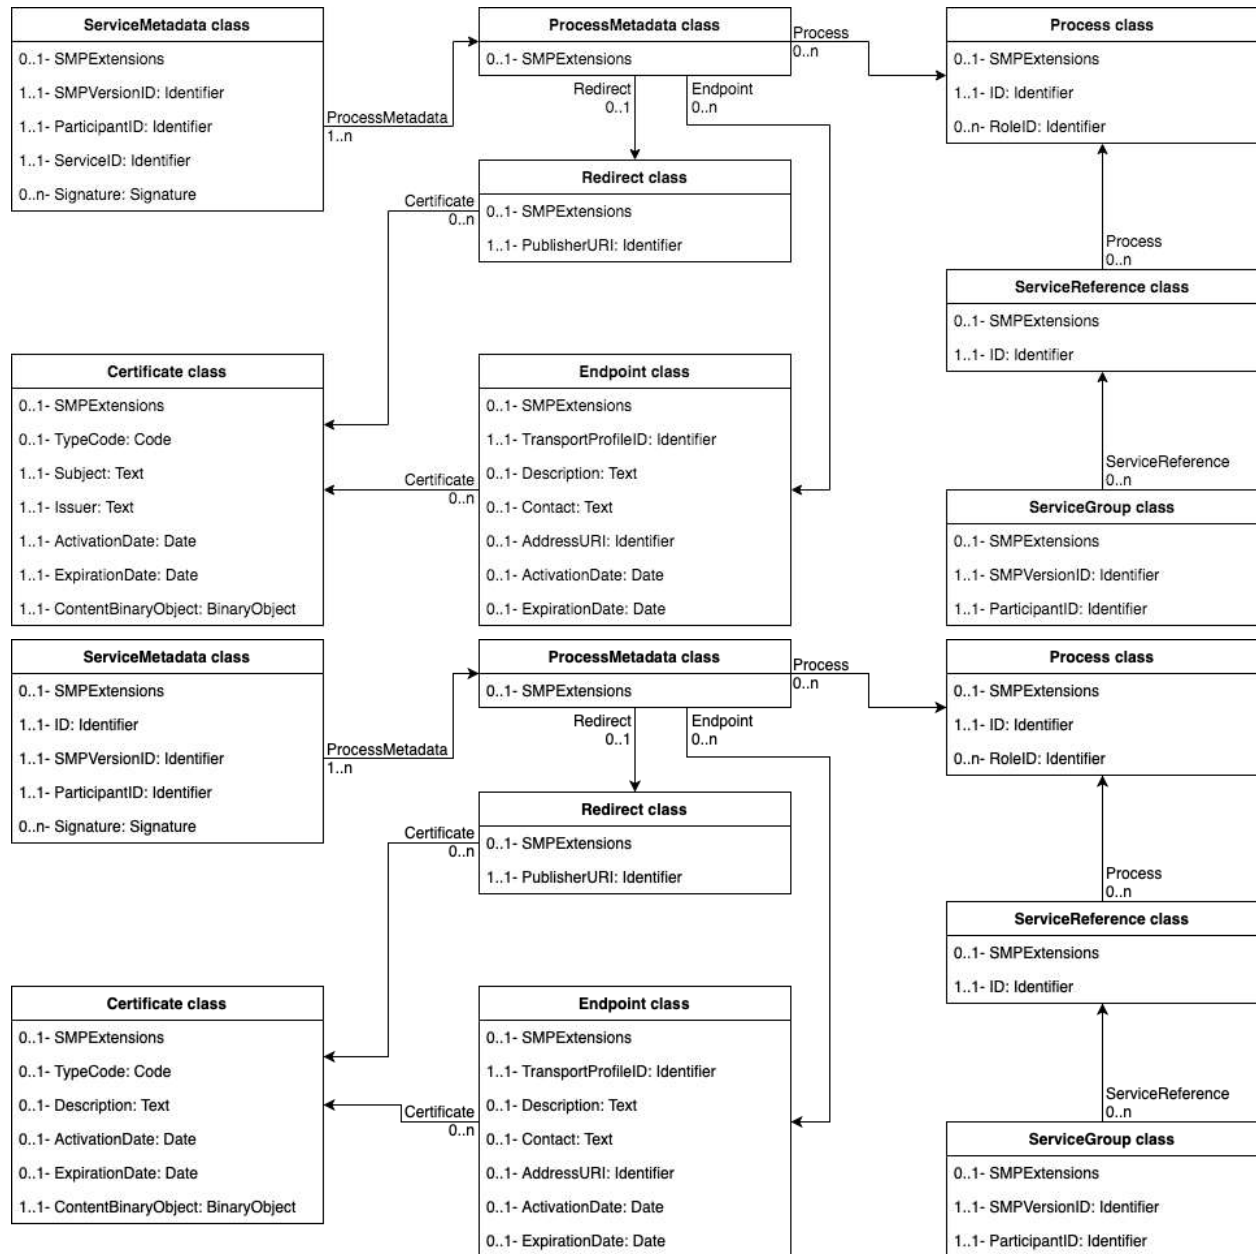 ServiceMetadata class
0..1- SMPExtensions
1..1- SMPVersionID: Identifier
1..1- ParticipantID: Identifier
1..1- ServiceID: Identifier
0..n- Signature: Signature
ProcessMetadata
1..n
ProcessMetadata class
0..1- SMPExtensions
Process
0..n
Redirect
0..1
Endpoint
0..n
Process class
0..1- SMPExtensions
1..1- ID: Identifier
0..n- RoleID: Identifier
Redirect class
0..1- SMPExtensions
1..1- PublisherURI: Identifier
Certificate
0..n
Process
0..n
ServiceReference class
0..1- SMPExtensions
1..1- ID: Identifier
Certificate class
0..1- SMPExtensions
0..1- TypeCode: Code
1..1- Subject: Text
1..1- Issuer: Text
1..1- ActivationDate: Date
1..1- ExpirationDate: Date
1..1- ContentBinaryObject: BinaryObject
Certificate
0..n
Endpoint class
0..1- SMPExtensions
1..1- TransportProfileID: Identifier
0..1- Description: Text
0..1- Contact: Text
0..1- AddressURI: Identifier
0..1- ActivationDate: Date
0..1- ExpirationDate: Date
ServiceReference
0..n
ServiceGroup class
0..1- SMPExtensions
1..1- SMPVersionID: Identifier
1..1- ParticipantID: Identifier
ServiceMetadata class
0..1- SMPExtensions
1..1- ID: Identifier
1..1- SMPVersionID: Identifier
1..1- ParticipantID: Identifier
0..n- Signature: Signature
ProcessMetadata
1..n
ProcessMetadata class
0..1- SMPExtensions
Process
0..n
Redirect
0..1
Endpoint
0..n
Process class
0..1- SMPExtensions
1..1- ID: Identifier
0..n- RoleID: Identifier
Redirect class
0..1- SMPExtensions
1..1- PublisherURI: Identifier
Certificate
0..n
Process
0..n
ServiceReference class
0..1- SMPExtensions
1..1- ID: Identifier
Certificate class
0..1- SMPExtensions
0..1- TypeCode: Code
0..1- Description: Text
0..1- ActivationDate: Date
0..1- ExpirationDate: Date
1..1- ContentBinaryObject: BinaryObject
Certificate
0..n
Endpoint class
0..1- SMPExtensions
1..1- TransportProfileID: Identifier
0..1- Description: Text
0..1- Contact: Text
0..1- AddressURI: Identifier
0..1- ActivationDate: Date
0..1- ExpirationDate: Date
ServiceReference
0..n
ServiceGroup class
0..1- SMPExtensions
1..1- SMPVersionID: Identifier
1..1- ParticipantID: Identifier